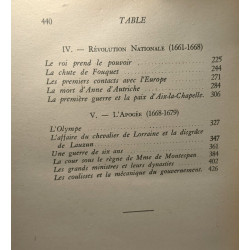 440 TABLE
IV. — RÉVOLUTION NATIONALE (1661-1668)
Le roi prend le pouvoir 225
La chute de Fouquet 244
Les premiers contacts avec l'Europe 271
La mort d'Anne d'Autriche 284
La première guerre et la paix d'Aix-la-Chapelle. 306
V. — L'APOGÉE (1668-1679)
L'Olympe 327
L'affaire du chevalier de Lorraine et la disgrâce
de Lauzun 347
Une guerre de six ans 361
La cour sous le règne de Mme de Montespan 384
Les grands ministres et leurs dynasties 402
Les coulisses et la mécanique du gouvernement. 426